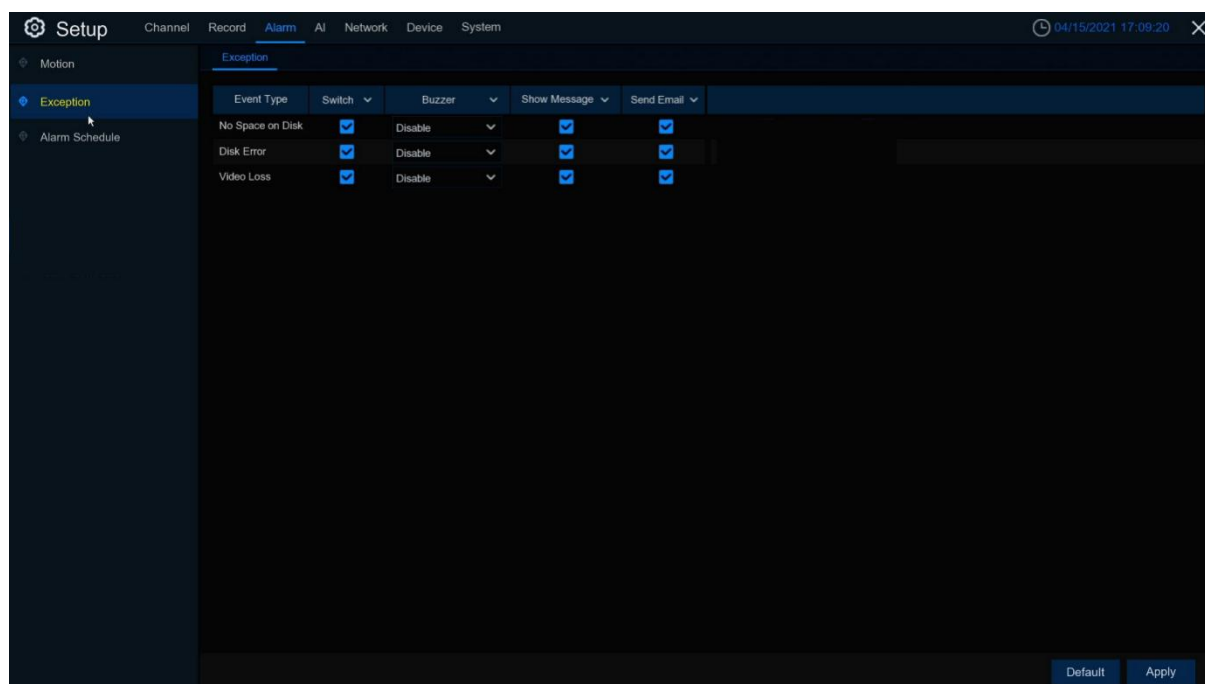 Setup Channel Record Alarm AI Network Device System 04/15/2021 17:09:20
Motion
Exception
Alarm Schedule
Exception
Event Type Switch Buzzer Show Message Send Email
No Space on Disk Disable
Disk Error Disable
Video Loss Disable
Default Apply